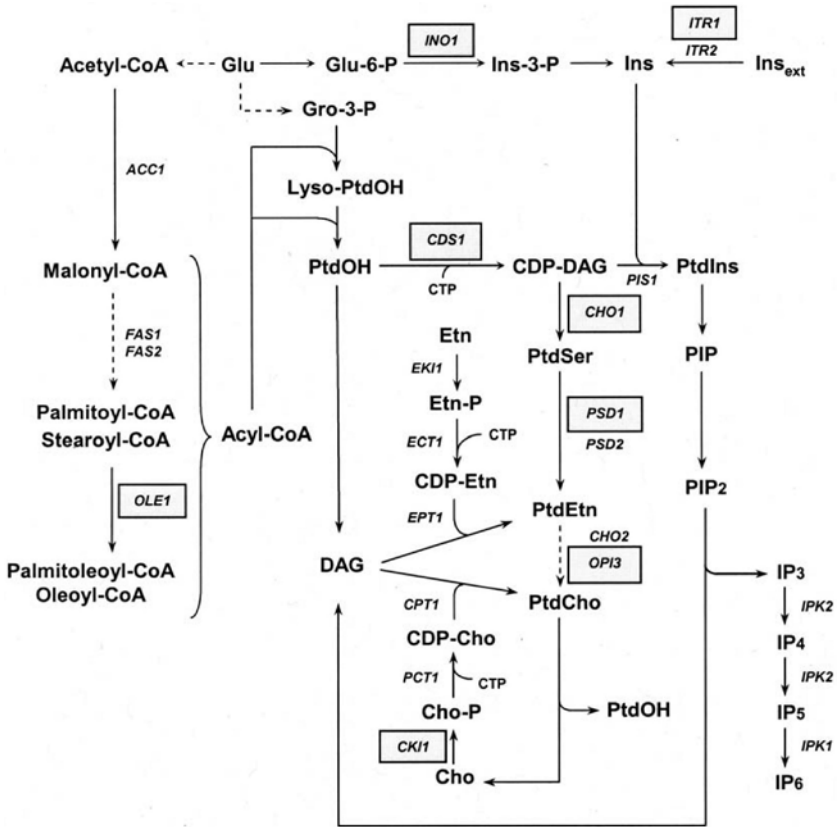 INO1
ITR1
Acetyl-CoA Glu Glu-6-P Ins-3-P Ins ITR2 Ins ext
Gro-3-P
ACC1
Lyso-PtdOH
CDS1
Malonyl-CoA PtdOH CDP-DAG PtdIns
CTP PIS1
CHO1
FAS1
FAS2
Etn PtdSer PIP
EKI1
Palmitoyl-CoA Etn-P PSD1
Stearoyl-CoA Acyl-CoA ECT1 CTP PSD2
CDP-Etn PIP2
OLE1
EPT1 PtdEtn
CHO2
Palmitoleoyl-CoA DAG OPI3 IP3
Oleoyl-CoA CPT1 PtdCho IPK2
CDP-Cho IP4
PCT1 CTP IPK2
Cho-P PtdOH IP5
CKI1 IPK1
Cho IP6